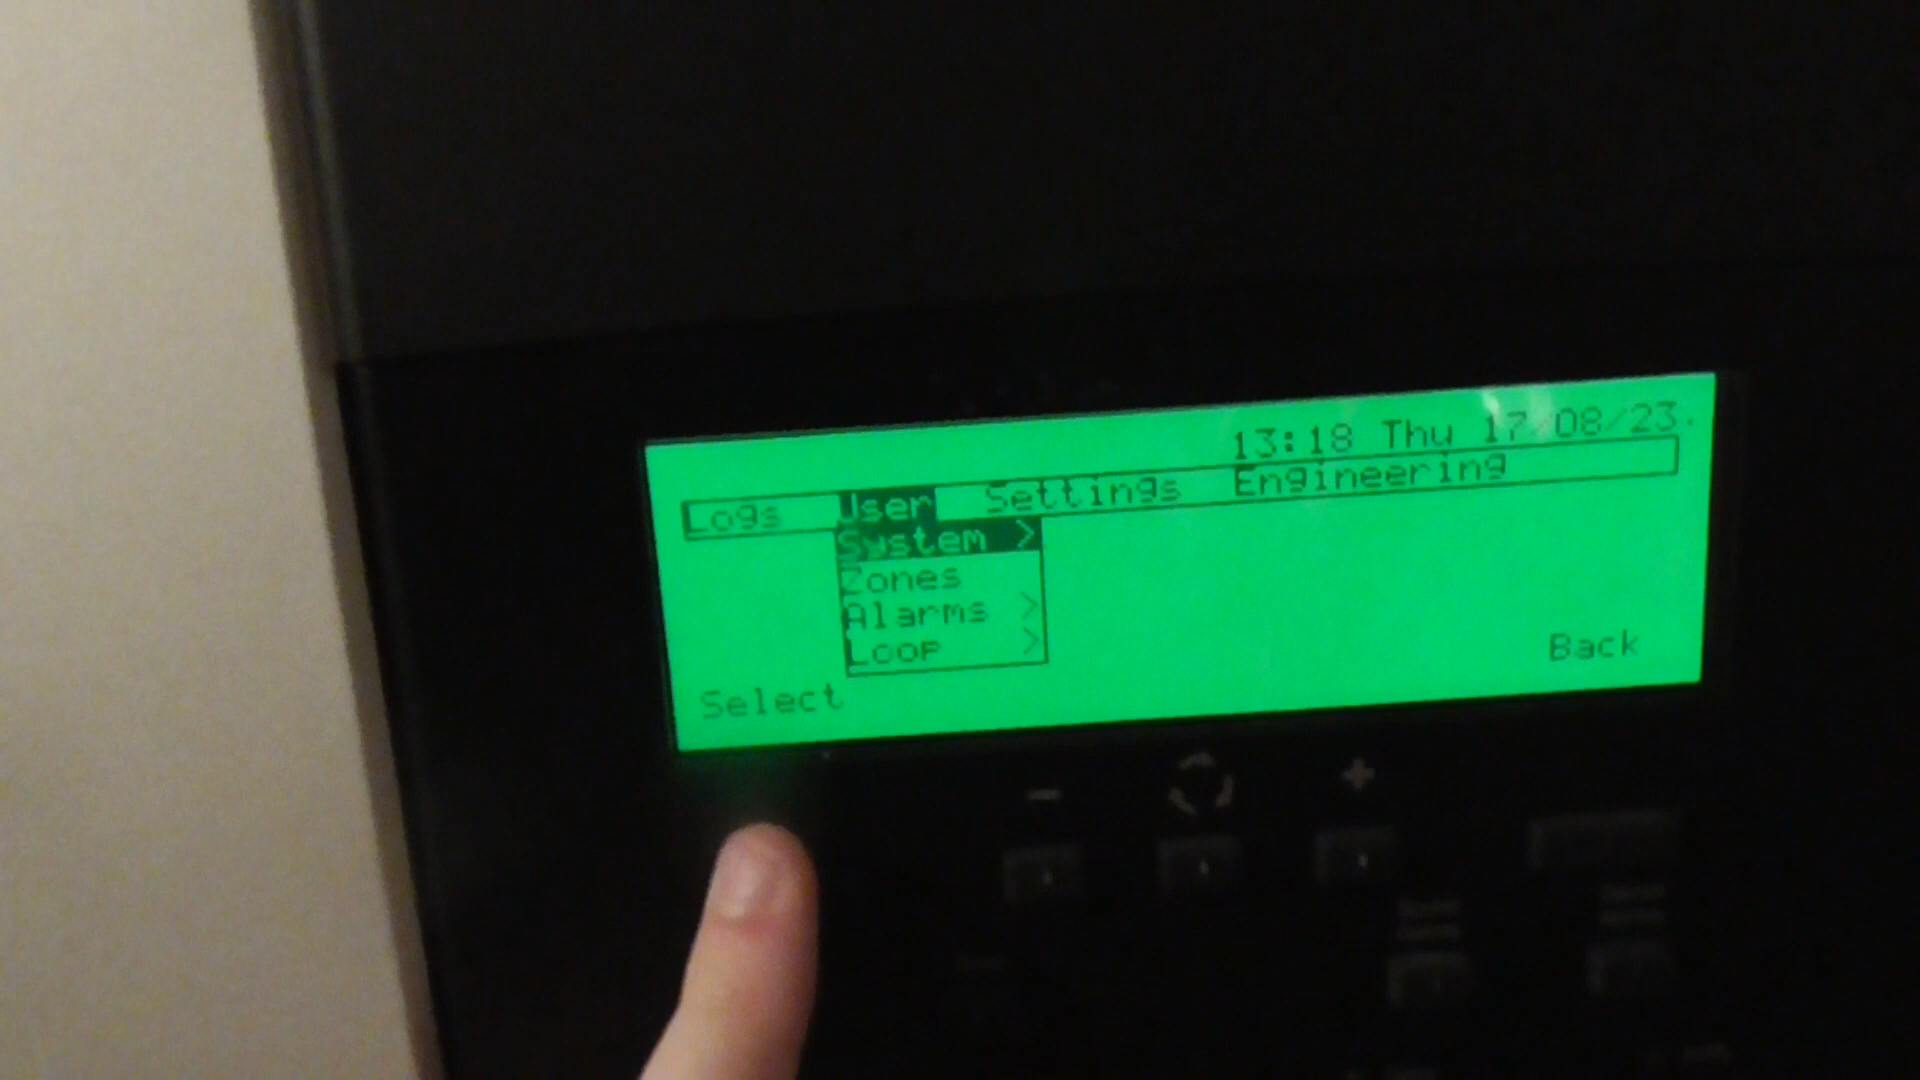 13:18 Thu 17/08/23.
Logs User Settings Engineering
System >
Zones
Alarms >
Loop >
Select Back
- +